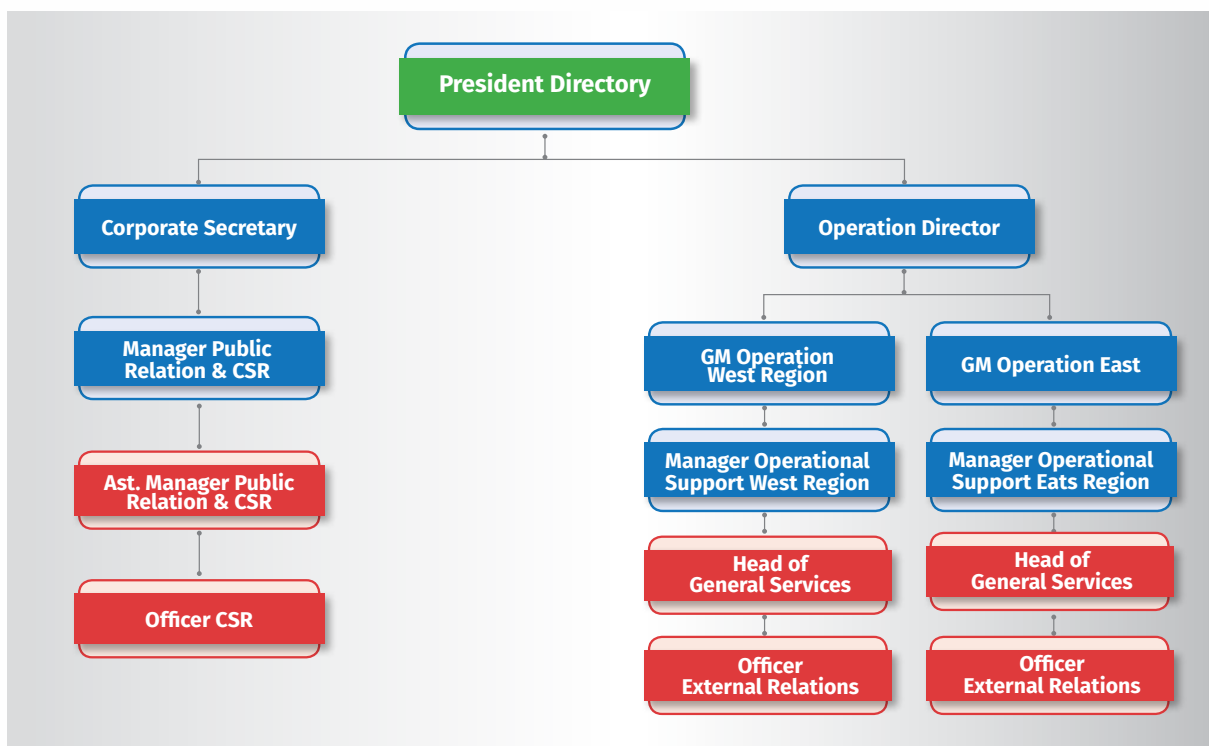 President Directory
Corporate Secretary
Operation Director
Manager Public
Relation & CSR
GM Operation
West Region
GM Operation East
Ast. Manager Public
Relation & CSR
Manager Operational
Support West Region
Manager Operational
Support Eats Region
Officer CSR
Head of
General Services
Head of
General Services
Officer
External Relations
Officer
External Relations